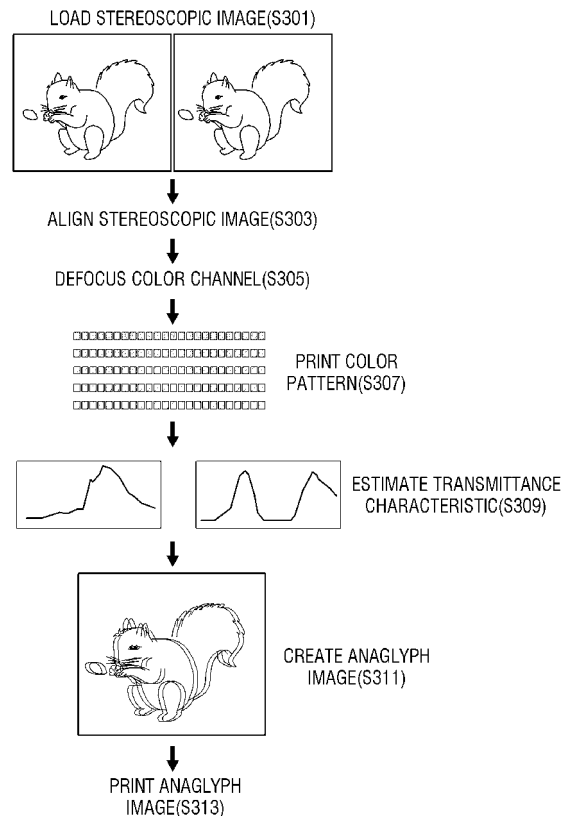 LOAD STEREOSCOPIC IMAGE(S301)
ALIGN STEREOSCOPIC IMAGE(S303)
DEFOCUS COLOR CHANNEL(S305)
PRINT COLOR
PATTERN(S307)
ESTIMATE TRANSMITTANCE
CHARACTERISTIC(S309)
CREATE ANAGLYPH
IMAGE(S311)
PRINT ANAGLYPH
IMAGE(S313)